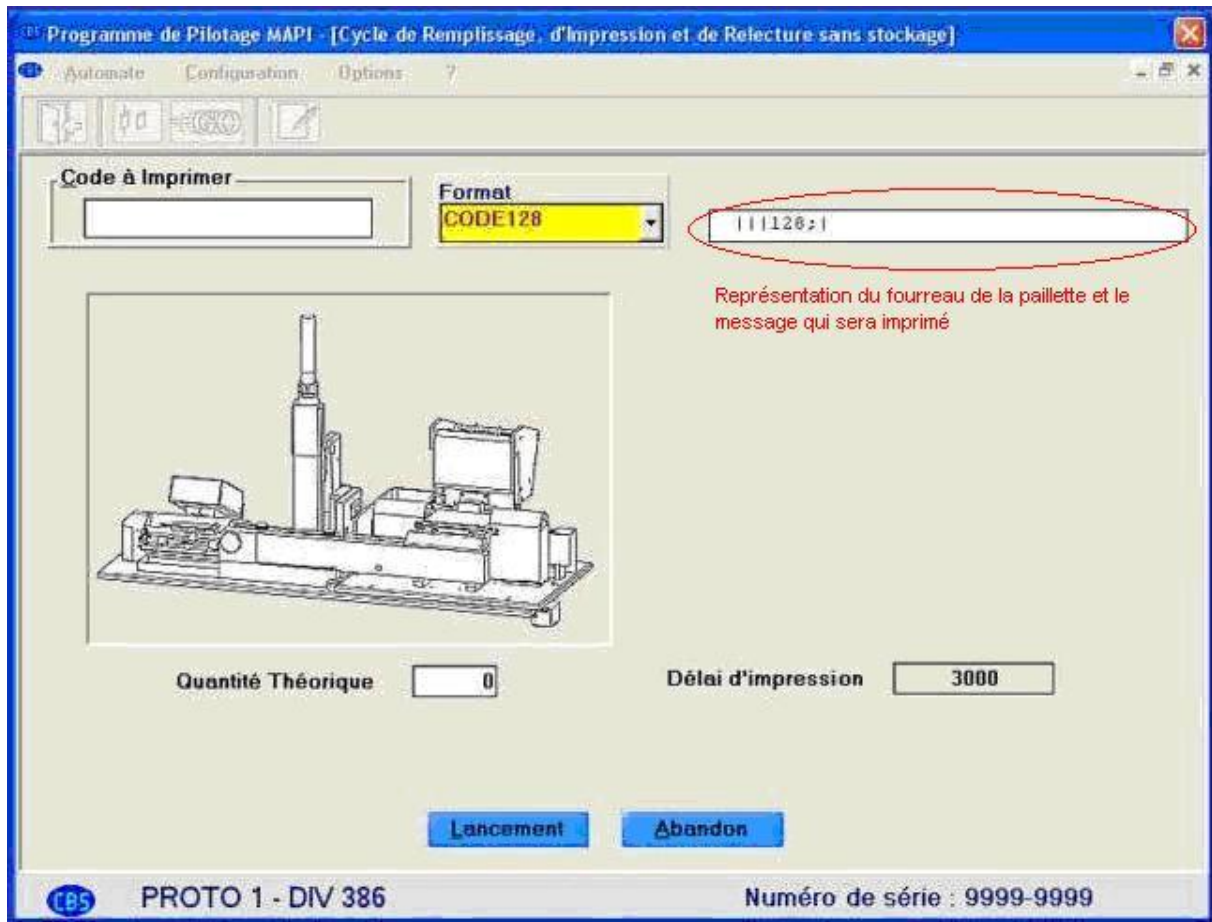 Programme de Pilotage MAPI - [Cycle de Remplissage, d'Impression et de Relecture sans stockage]
Automate Configuration Options ?
Code à Imprimer
Format
CODE128
|||128;|
Représentation du fourreau de la paillette et le
message qui sera imprimé
Quantité Théorique 0
Délai d'impression 3000
Lancement Abandon
CBS PROTO 1 - DIV 386 Numéro de série : 9999-9999